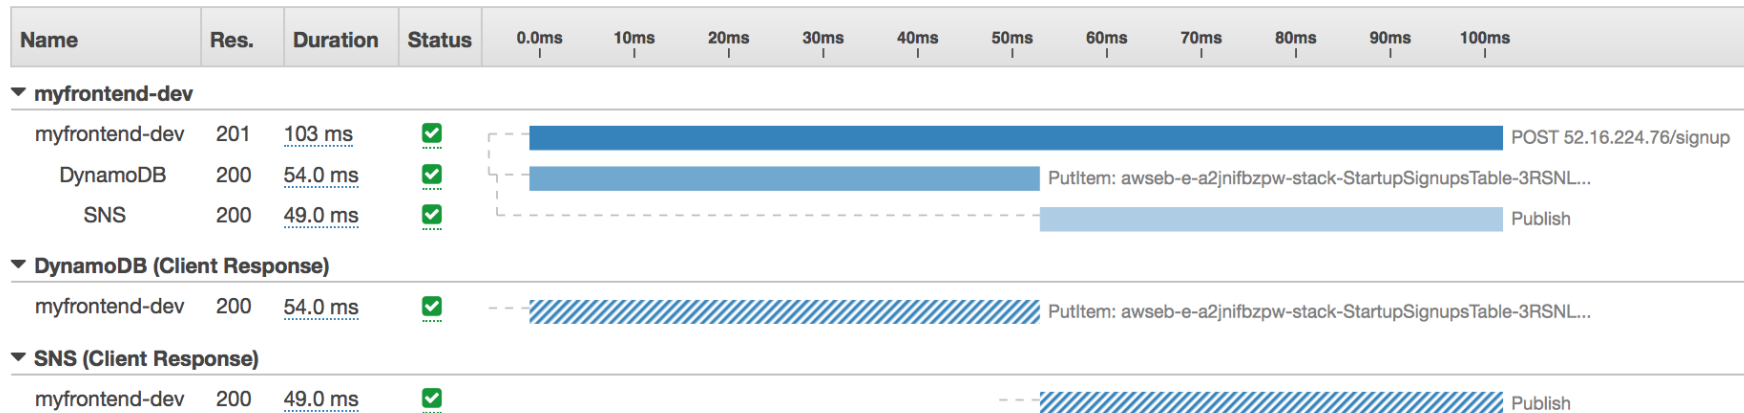 Name Res. Duration Status 0.0ms 10ms 20ms 30ms 40ms 50ms 60ms 70ms 80ms 90ms 100ms
myfrontend-dev
myfrontend-dev 201 103 ms POST 52.16.224.76/signup
DynamoDB 200 54.0 ms PutItem: awseb-e-a2jnifbzpw-stack-StartupSignupsTable-3RSNL...
SNS 200 49.0 ms Publish
DynamoDB (Client Response)
myfrontend-dev 200 54.0 ms PutItem: awseb-e-a2jnifbzpw-stack-StartupSignupsTable-3RSNL...
SNS (Client Response)
myfrontend-dev 200 49.0 ms Publish